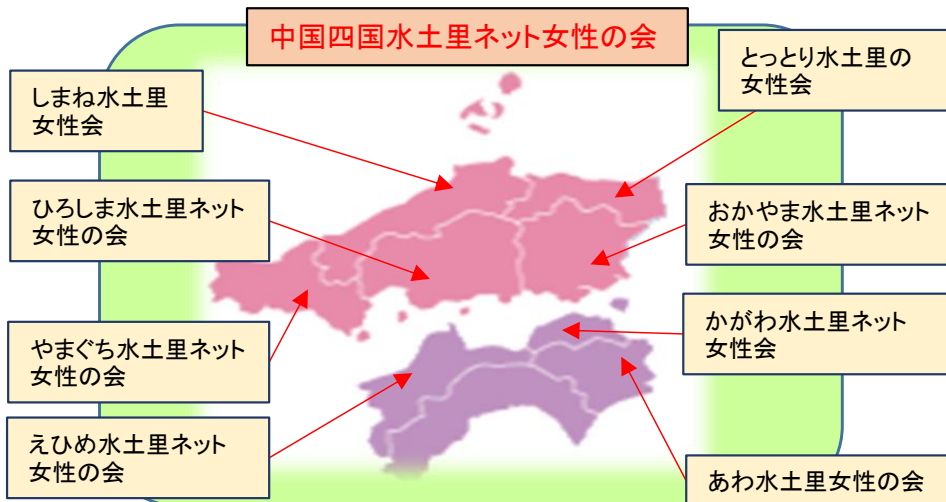 中国四国水土里ネット女性の会
しまね水土里
女性会
とっとり水土里の
女性会
ひろしま水土里ネット
女性の会
おかやま水土里ネット
女性の会
やまぐち水土里ネット
女性の会
かがわ水土里ネット
女性会
えひめ水土里ネット
女性の会
あわ水土里女性の会